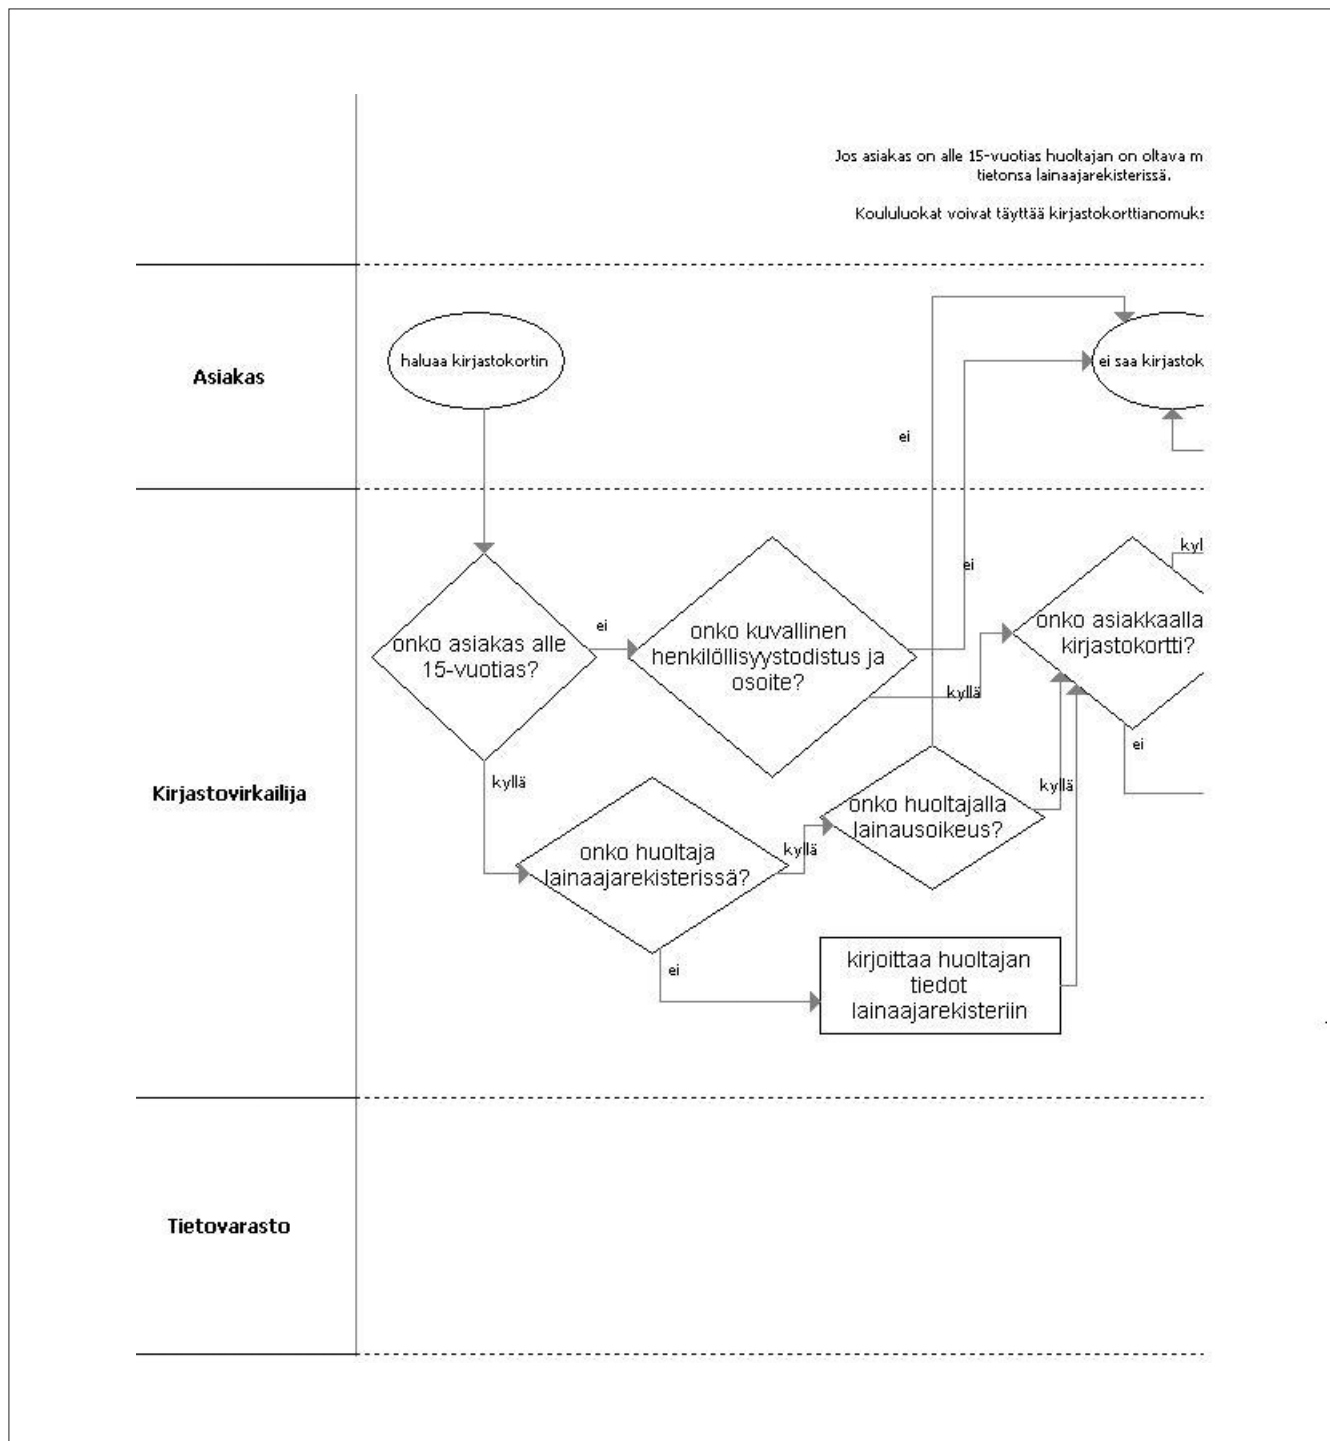 Jos asiakas on alle 15-vuotias huoltajan on oltava m
tietonsa lainaajarekisterissä.
Koululuokat voivat täyttää kirjastokorttianomuks
Asiakas
haluaa kirjastokortin
ei saa kirjastok
ei
Kirjastovirkailija
onko asiakas alle
15-vuotias?
ei
onko kuvallinen
henkilöllisyystodistus ja
osoite?
ei
kyllä
onko asiakkaalla
kirjastokortti?
kyl
ei
kyllä
onko huoltaja
lainaajarekisterissä?
kyllä
onko huoltajalla
lainausoikeus?
kyllä
ei
kirjoittaa huoltajan
tiedot
lainaajarekisteriin
Tietovarasto